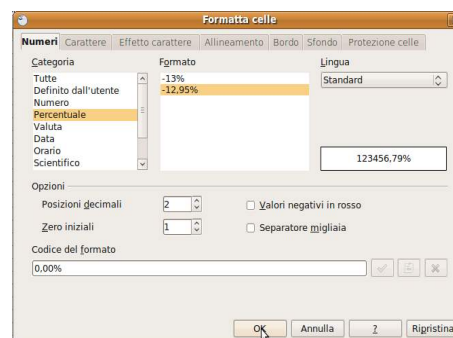 Formatta celle
Numeri Carattere Effetto carattere Allineamento Bordo Sfondo Protezione celle
Categoria Formato Lingua
Tutte -13% Standard
Definito dall'utente -12,95%
Numero
Percentuale
Valuta
Data
Orario
Scientifico 123456,79%
Opzioni
Posizioni decimali 2 Valori negativi in rosso
Zero iniziali 1 Separatore migliaia
Codice del formato
0,00%
OK Annulla ? Ripristina